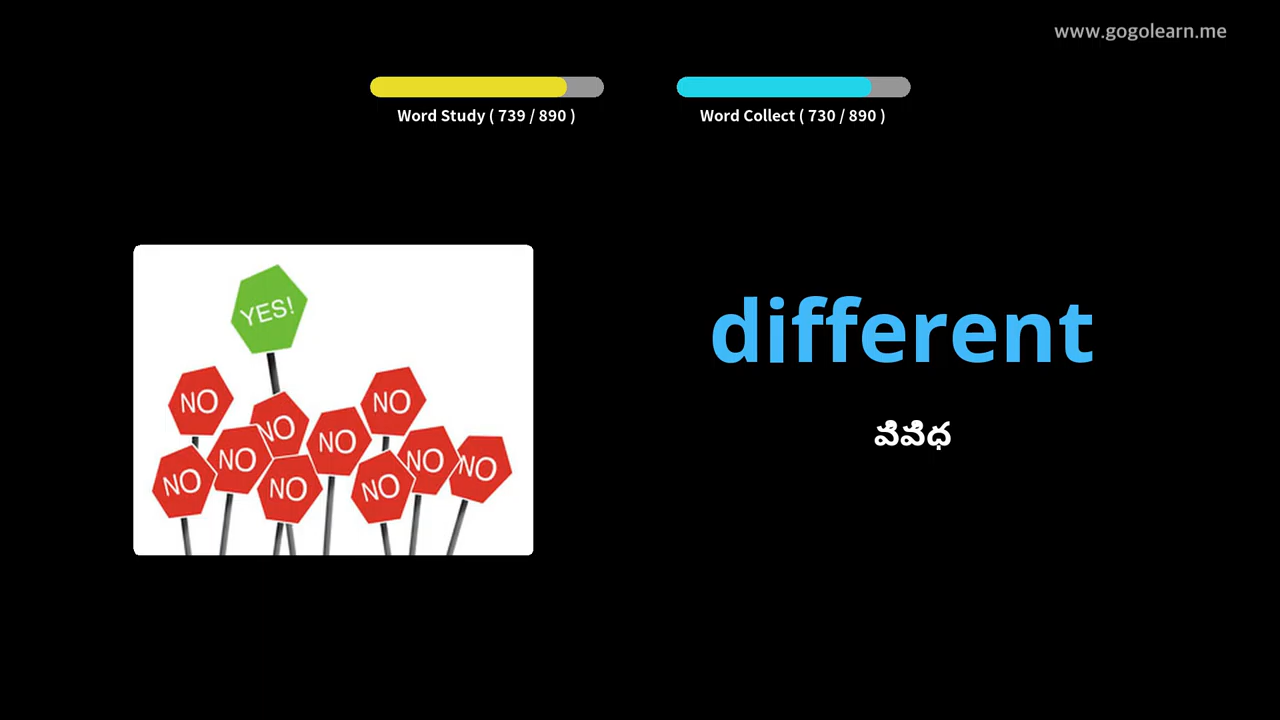 www.gogolearn.me
Word Study ( 739 / 890 )
Word Collect ( 730 / 890 )
YES!
NO
NO
NO
NO
NO
NO
NO
NO
NO
NO
different
వివిధ